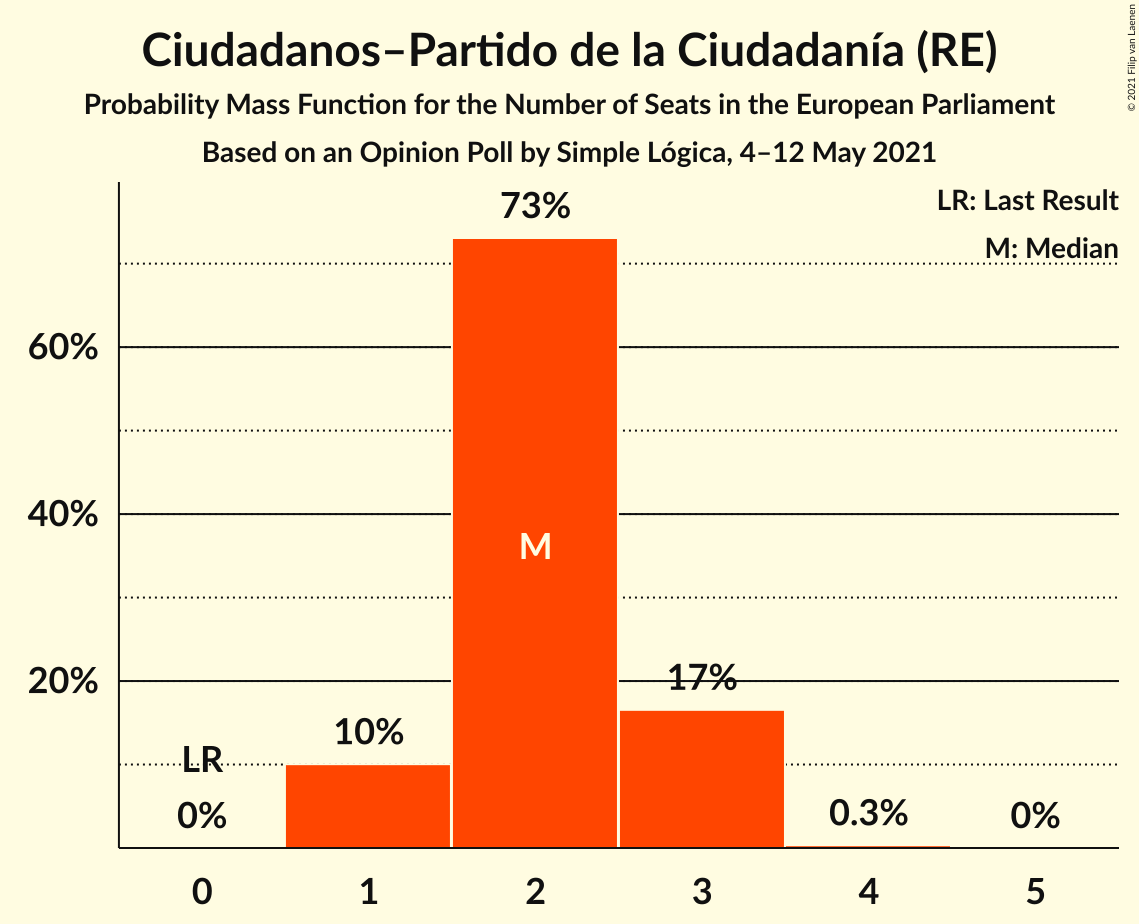 Ciudadanos–Partido de la Ciudadanía (RE)
Probability Mass Function for the Number of Seats in the European Parliament
Based on an Opinion Poll by Simple Lógica, 4–12 May 2021
© 2021 Filip van Laenen
LR: Last Result
M: Median
73%
60%
40%
M
20%
17%
10%
LR
0%
0.3%
0%
0 1 2 3 4 5